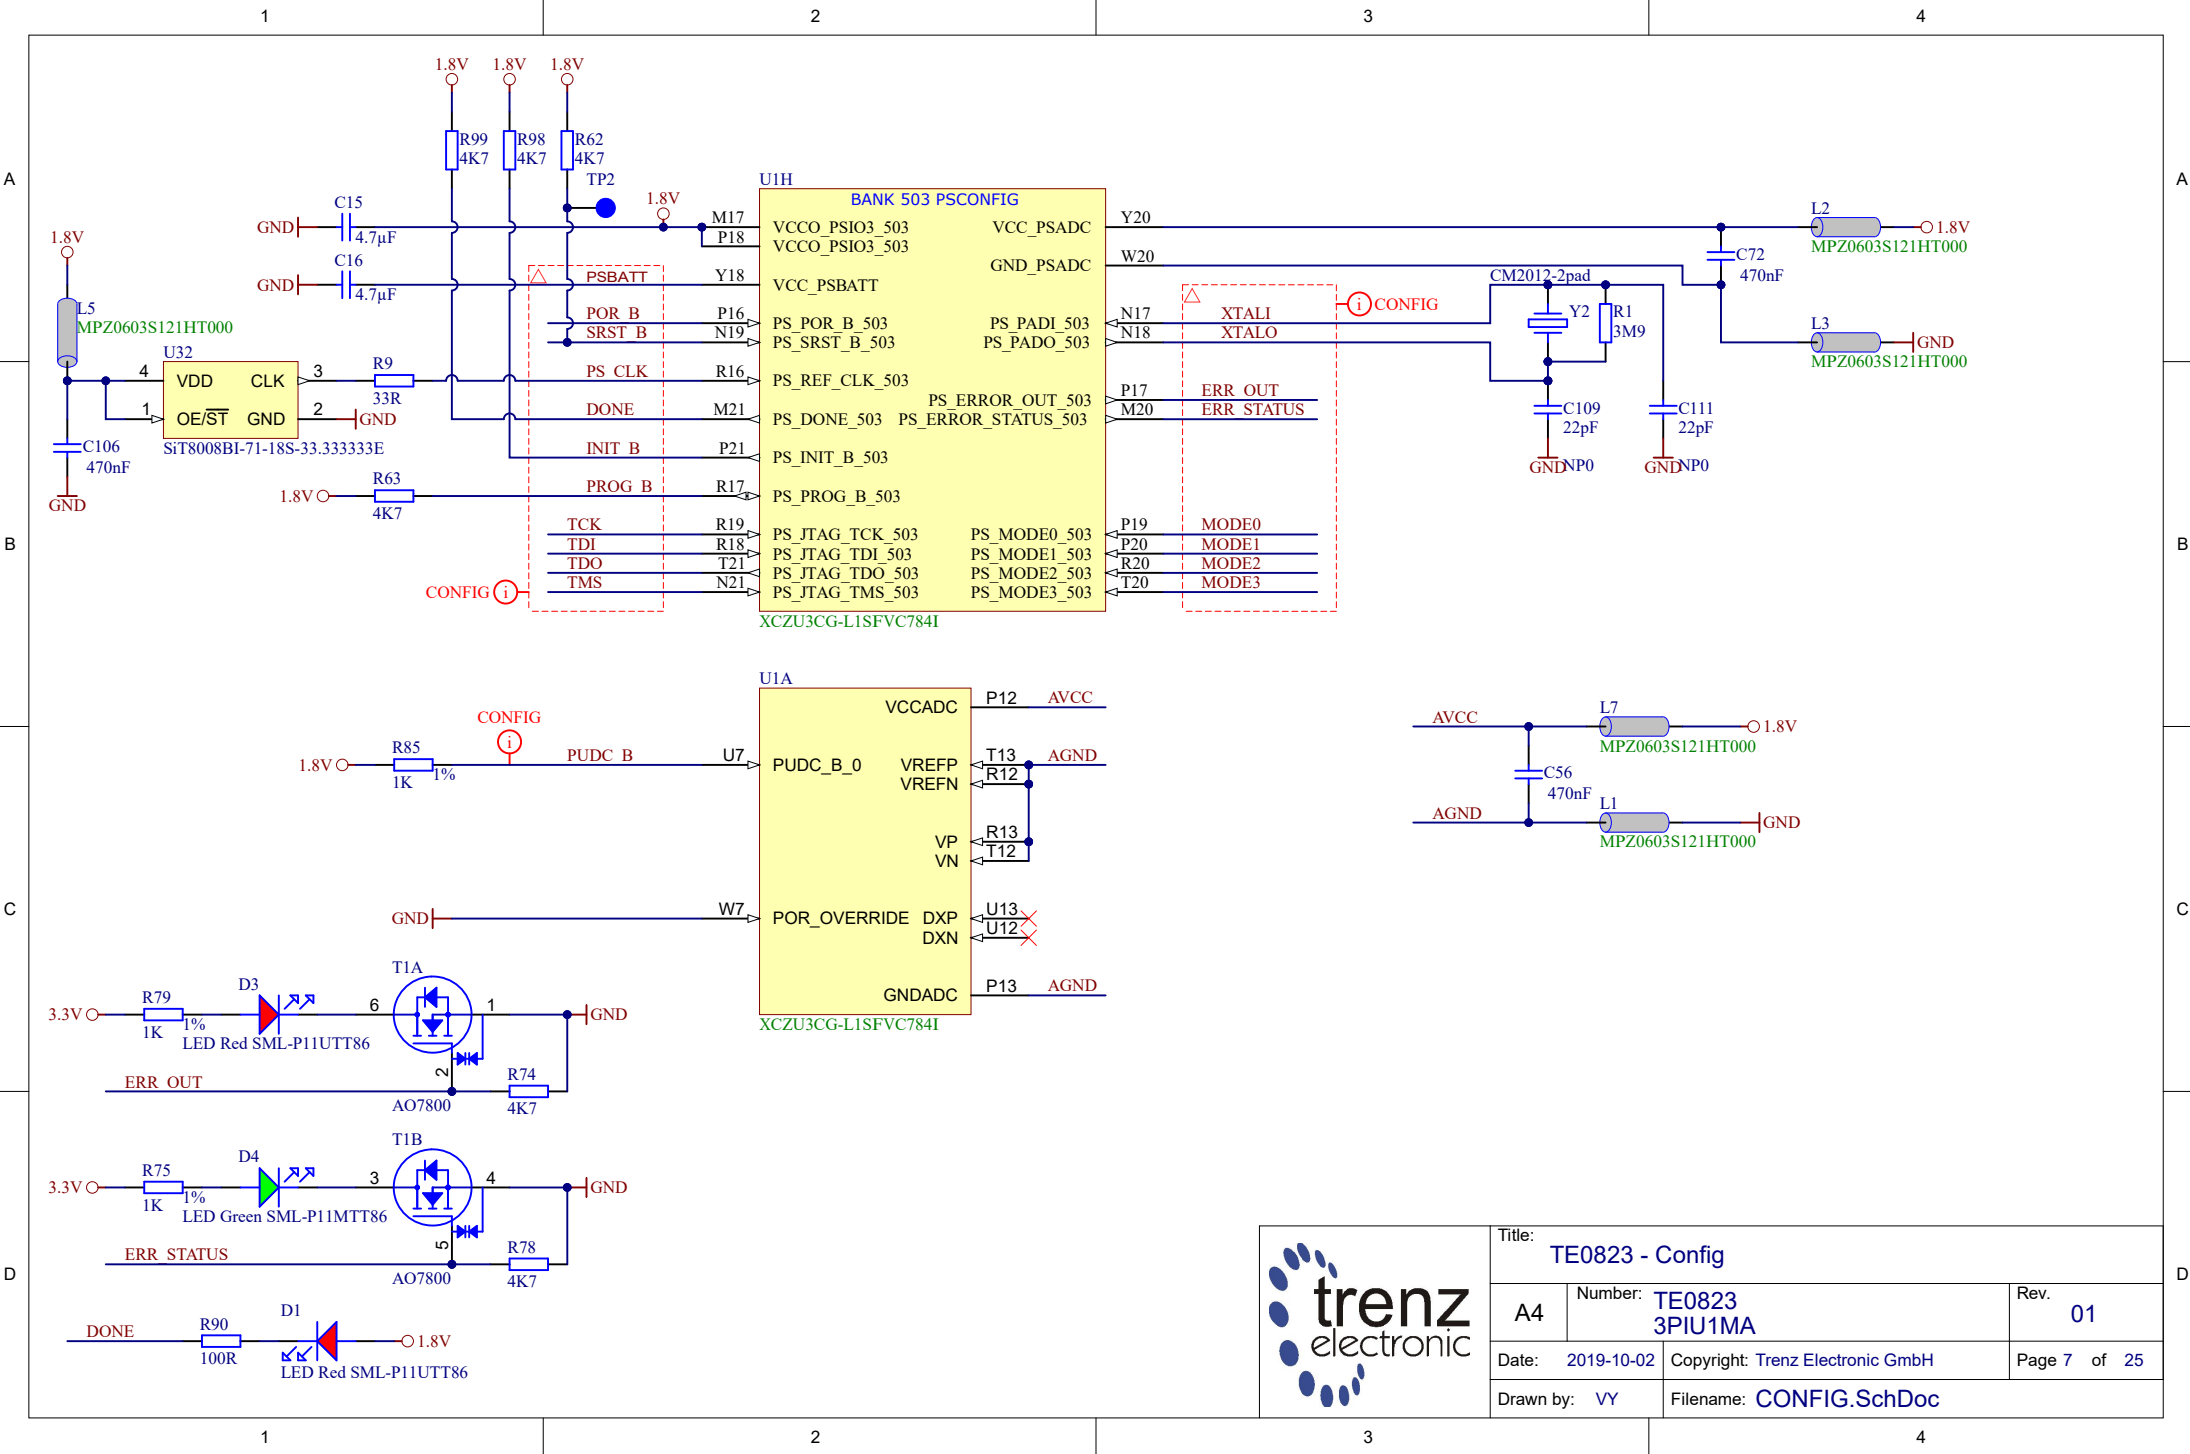 1 2 3 4
A A
B B
C C
D D
1.8V 1.8V 1.8V
R99 R98 R62
4K7 4K7 4K7
TP2
1.8V
C15
GND
4.7µF
C16
GND
4.7µF
1.8V
L5
MPZ0603S121HT000
U32
4 VDD CLK 3
1 OE/ST GND 2
GND
SiT8008BI-71-18S-33.333333E
R9
33R
C106
470nF
GND
1.8V
R63
4K7
PSBATT
POR_B
SRST_B
PS_CLK
DONE
INIT_B
PROG_B
TCK
TDI
TDO
TMS
CONFIG i
U1H
BANK 503 PSCONFIG
M17 VCCO_PSIO3_503
P18 VCCO_PSIO3_503
Y18 VCC_PSBATT
P16 PS_POR_B_503
N19 PS_SRST_B_503
R16 PS_REF_CLK_503
M21 PS_DONE_503
P21 PS_INIT_B_503
R17 PS_PROG_B_503
R19 PS_JTAG_TCK_503
R18 PS_JTAG_TDI_503
T21 PS_JTAG_TDO_503
N21 PS_JTAG_TMS_503
VCC_PSADC Y20
GND_PSADC W20
PS_PADI_503 N17 XTALI
PS_PADO_503 N18 XTALO
PS_ERROR_OUT_503 P17 ERR_OUT
PS_ERROR_STATUS_503 M20 ERR_STATUS
PS_MODE0_503 P19 MODE0
PS_MODE1_503 P20 MODE1
PS_MODE2_503 R20 MODE2
PS_MODE3_503 T20 MODE3
XCZU3CG-L1SFVC784I
i CONFIG
CM2012-2pad
Y2
R1
3M9
C109
22pF
GND NP0
C111
22pF
GND NP0
L2
1.8V
MPZ0603S121HT000
C72
470nF
L3
GND
MPZ0603S121HT000
U1A
VCCADC P12 AVCC
U7 PUDC_B_0
VREFP T13 AGND
VREFN R12
VP R13
VN T12
W7 POR_OVERRIDE
DXP U13
DXN U12
GNDADC P13 AGND
XCZU3CG-L1SFVC784I
CONFIG
i
1.8V
R85
1K
1%
PUDC_B
GND
AVCC
L7
1.8V
MPZ0603S121HT000
C56
470nF
AGND
L1
GND
MPZ0603S121HT000
3.3V
R79
1K
1%
D3
LED Red SML-P11UTT86
T1A
6 1
2
GND
ERR_OUT
AO7800
R74
4K7
3.3V
R75
1K
1%
D4
LED Green SML-P11MTT86
T1B
3 4
5
GND
ERR_STATUS
AO7800
R78
4K7
DONE
R90
100R
D1
1.8V
LED Red SML-P11UTT86
trenz
electronic
Title:
TE0823 - Config
A4
Number: TE0823
3PIU1MA
Rev.
01
Date: 2019-10-02
Copyright: Trenz Electronic GmbH
Page 7 of 25
Drawn by: VY
Filename: CONFIG.SchDoc
1 2 3 4